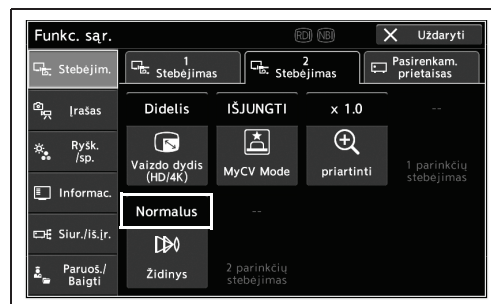 Funkc. sąr.
RDI NBI
Uždaryti
Stebėjim.
1
Stebėjimas
2
Stebėjimas
Pasirenkam.
prietaisas
Įrašas
Ryšk.
/sp.
Informac.
Siur./iš.įr.
Paruoš./
Baigti
Didelis
IŠJUNGTI
x 1.0
--
Vaizdo dydis
(HD/4K)
MyCV Mode
priartinti
1 parinkčių
stebėjimas
Normalus
--
Židinys
2 parinkčių
stebėjimas